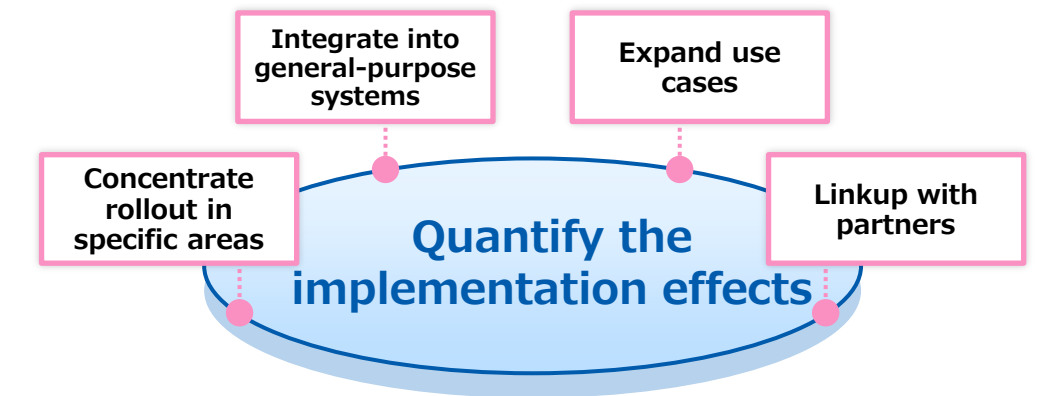 Integrate into
general-purpose
systems
Expand use
cases
Concentrate
rollout in
specific areas
Linkup with
partners
Quantify the
implementation effects